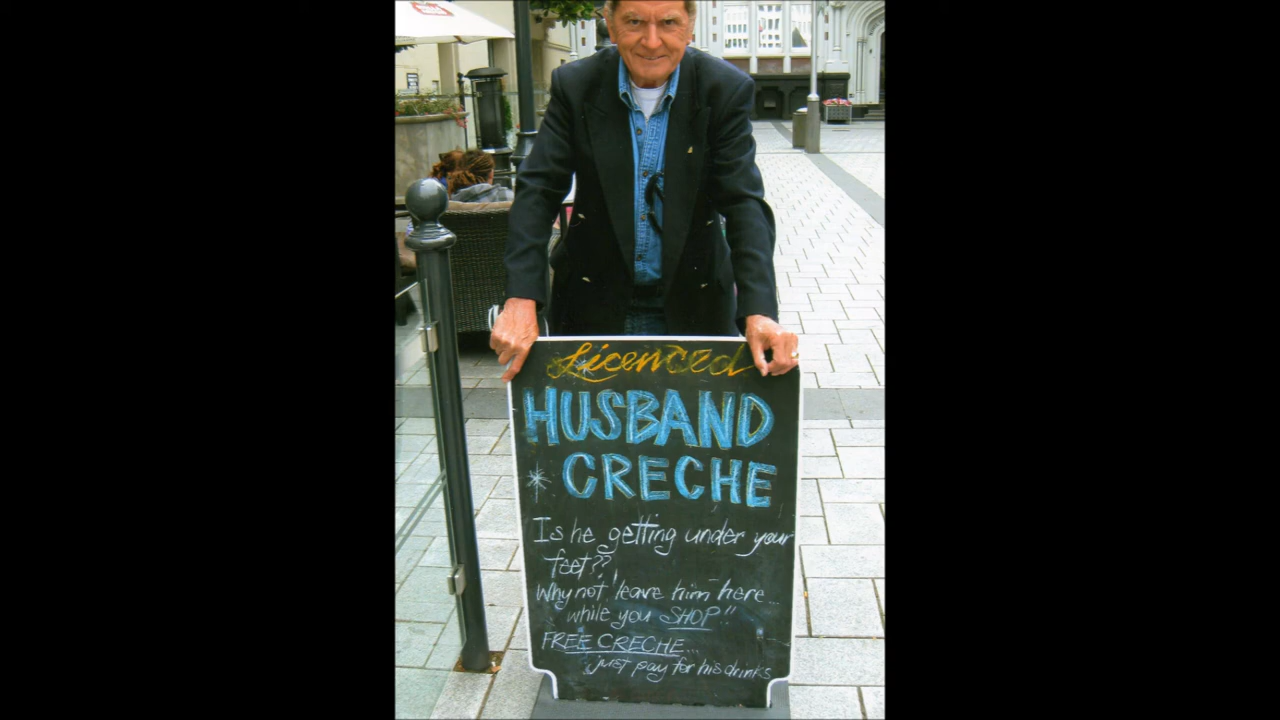 Licenced
HUSBAND
CRECHE
Is he getting under your
feet??
Why not leave him here...
while you SHOP!!
FREE CRECHE...
just pay for his drinks